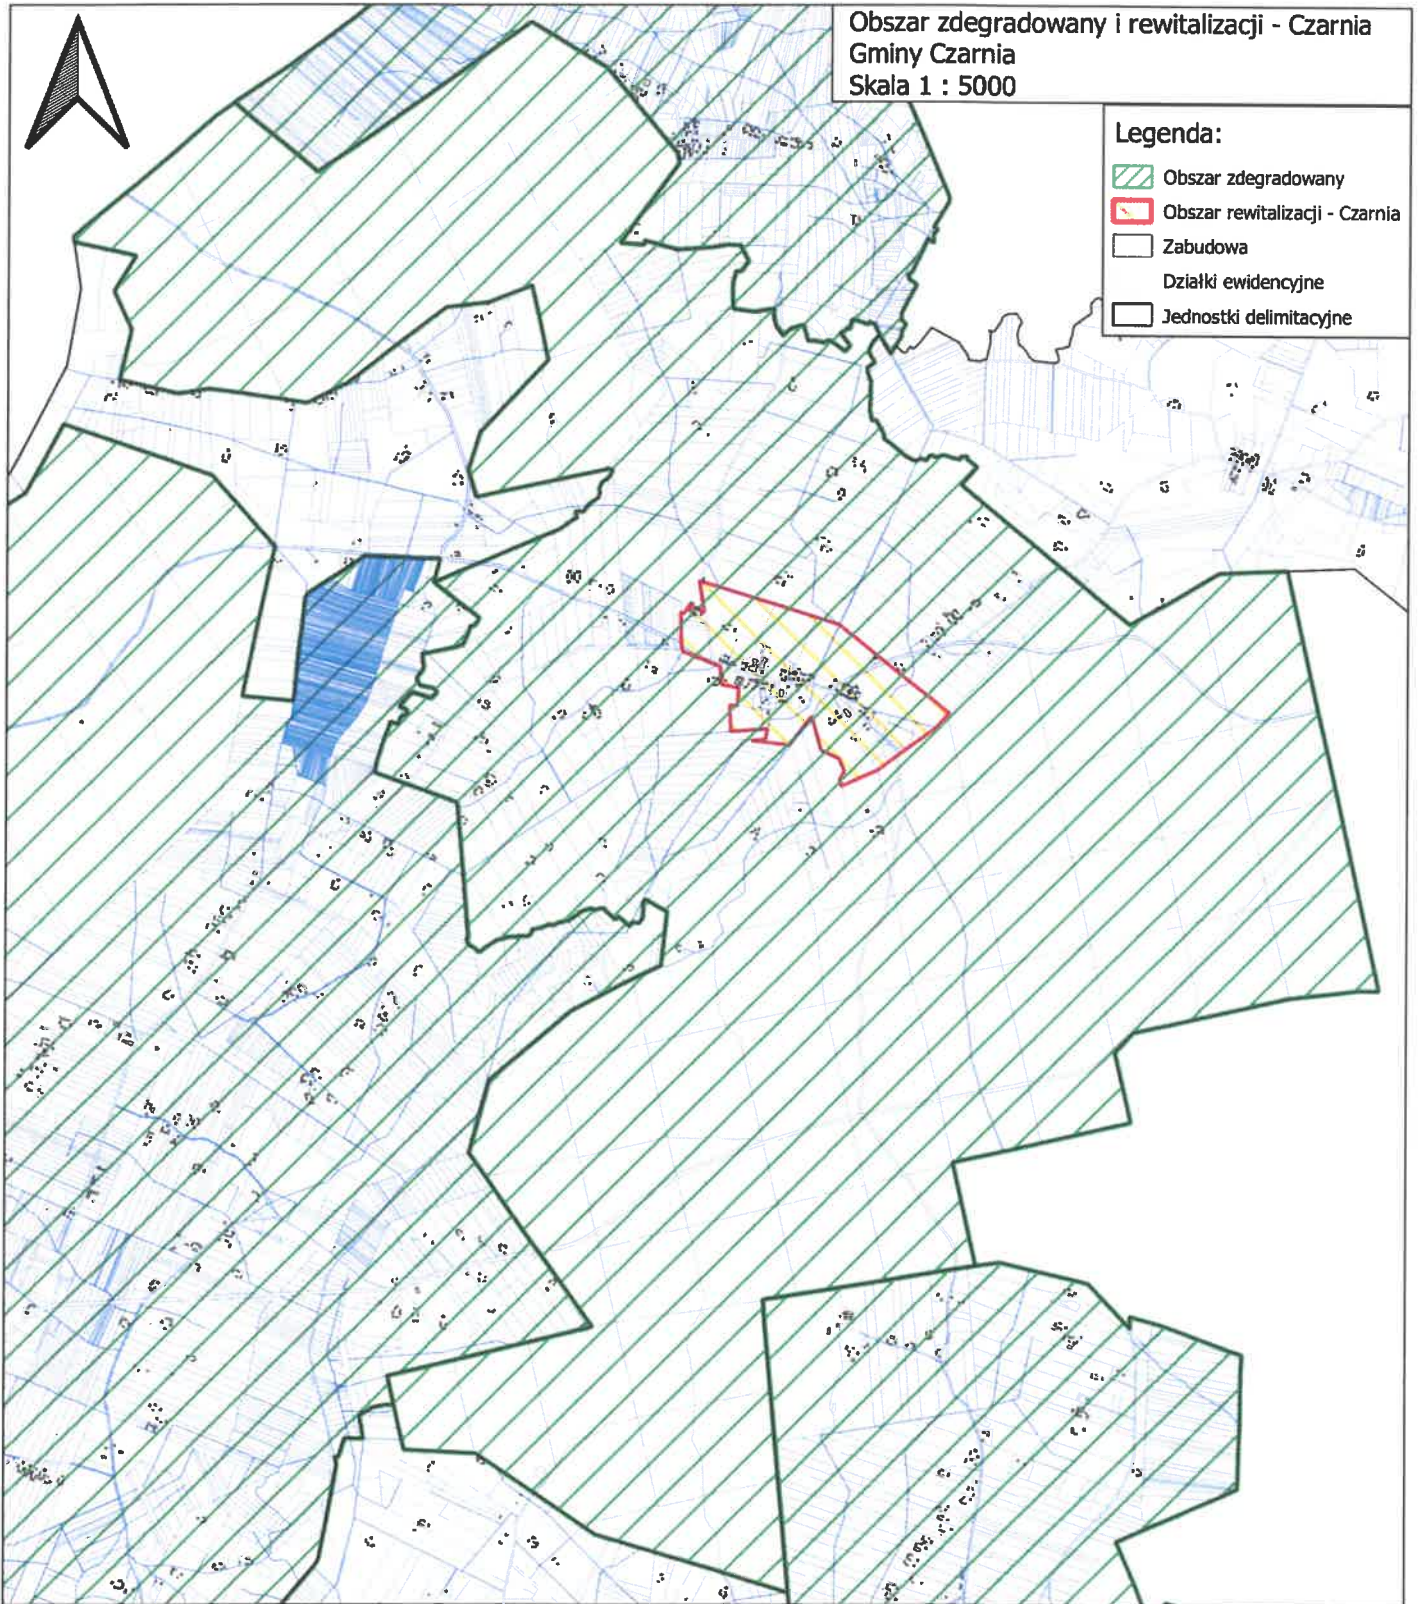 Obszar zdegradowany i rewitalizacji - Czarnia
Gminy Czarnia
Skala 1 : 5000
Legenda:
Obszar zdegradowany
Obszar rewitalizacji - Czarnia
Zabudowa
Działki ewidencyjne
Jednostki delimitacyjne